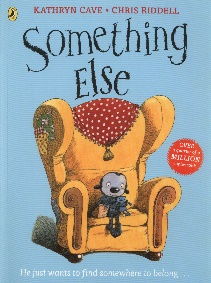 KATHRYN CAVE • CHRIS RIDDELL
Something
Else
OVER
MILLION
He just wants to find somewhere to belong . . .